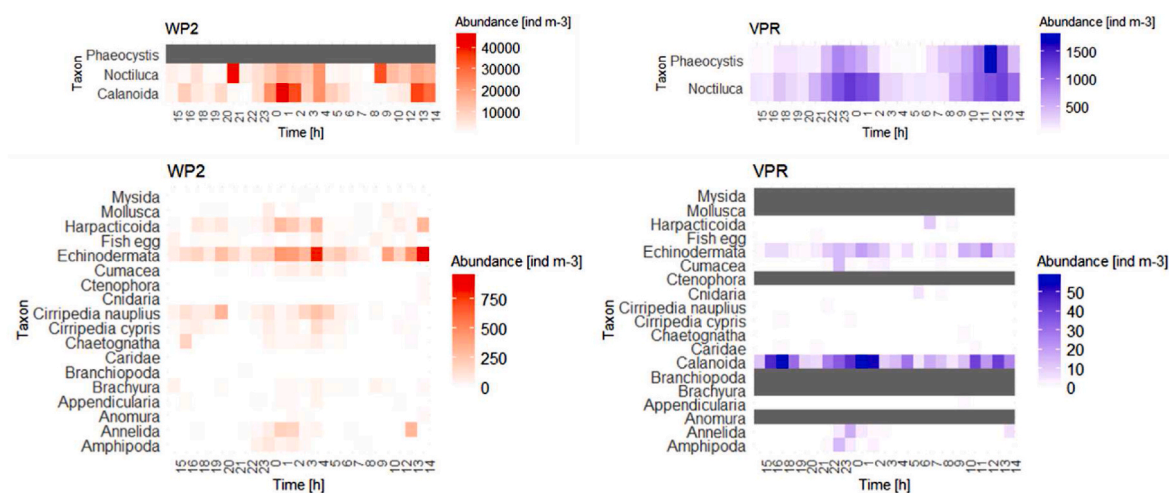 WP2
Abundance [ind m-3]
Taxon
Phaeocystis
Noctiluca
Calanoida
40000
30000
20000
10000
15 16 18 19 20 21 22 23 0 1 2 3 4 5 6 7 8 9 10 12 13 14
Time [h]
VPR
Abundance [ind m-3]
Taxon
Phaeocystis
Noctiluca
1500
1000
500
15 16 18 19 20 21 22 23 0 1 2 3 4 5 6 7 8 9 10 11 12 13 14
Time [h]
WP2
Taxon
Mysida
Mollusca
Harpacticoida
Fish egg
Echinodermata
Cumacea
Ctenophora
Cnidaria
Cirripedia nauplius
Cirripedia cypris
Chaetognatha
Caridae
Branchiopoda
Brachyura
Appendicularia
Anomura
Annelida
Amphipoda
Abundance [ind m-3]
750
500
250
0
15 16 18 19 20 21 22 23 0 1 2 3 4 5 6 7 8 9 10 12 13 14
Time [h]
VPR
Taxon
Mysida
Mollusca
Harpacticoida
Fish egg
Echinodermata
Cumacea
Ctenophora
Cnidaria
Cirripedia nauplius
Cirripedia cypris
Chaetognatha
Caridae
Calanoida
Branchiopoda
Brachyura
Appendicularia
Anomura
Annelida
Amphipoda
Abundance [ind m-3]
50
40
30
20
10
0
15 16 18 19 20 21 22 23 0 1 2 3 4 5 6 7 8 9 10 11 12 13 14
Time [h]